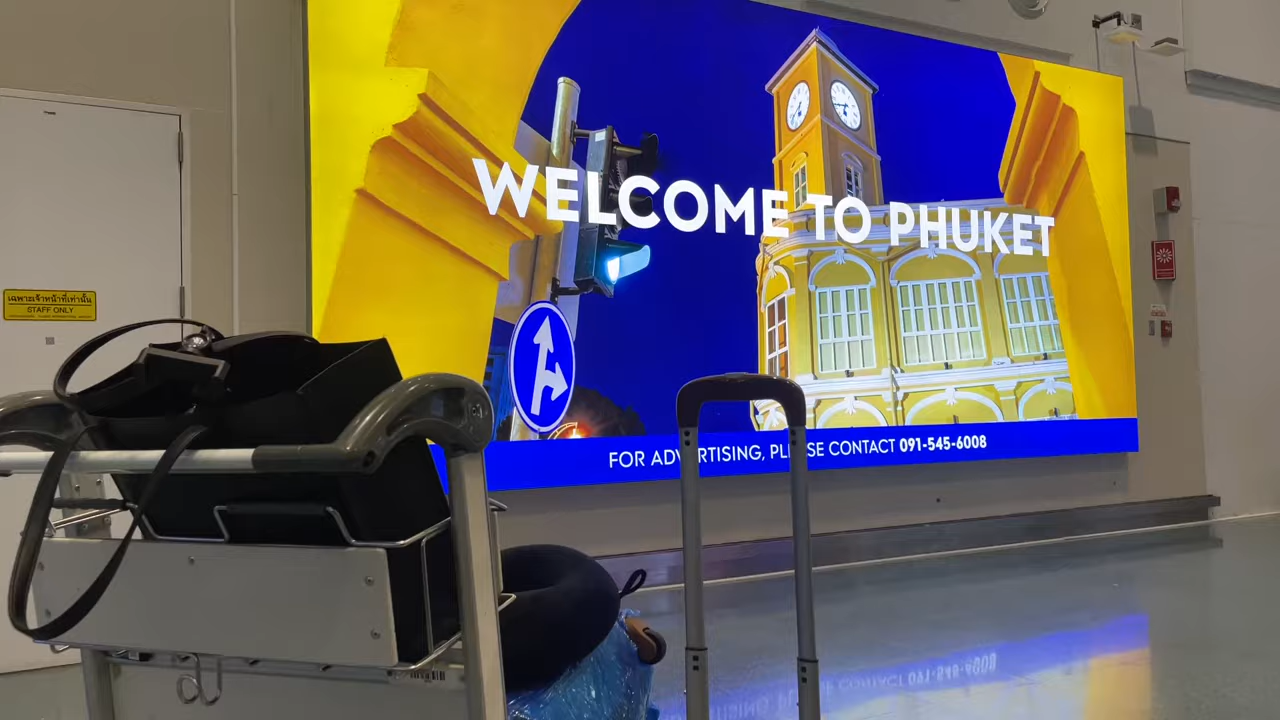 WELCOME TO PHUKET
FOR ADVERTISING, PLEASE CONTACT 091-545-6008
เฉพาะเจ้าหน้าที่เท่านั้น
STAFF ONLY